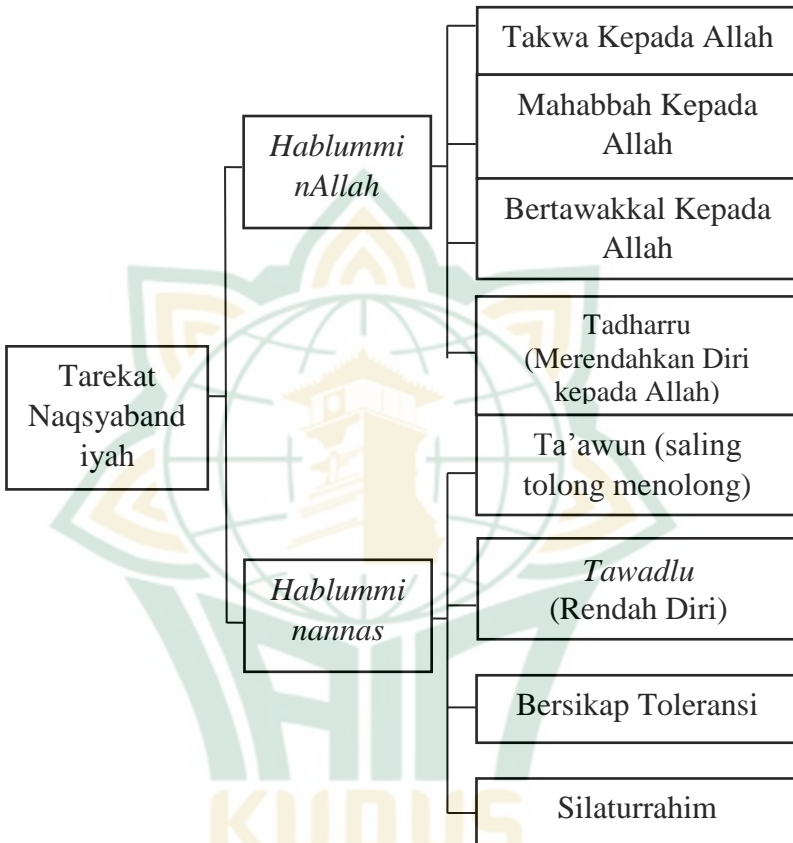 Takwa Kepada Allah
Mahabbah Kepada
Allah
Hablummi
nAllah
Bertawakkal Kepada
Allah
Tadharru
(Merendahkan Diri
kepada Allah)
Tarekat
Naqsyaband
iyah
Ta’awun (saling
tolong menolong)
Hablummi
nannas
Tawadlu
(Rendah Diri)
Bersikap Toleransi
Silaturrahim
KUDUS